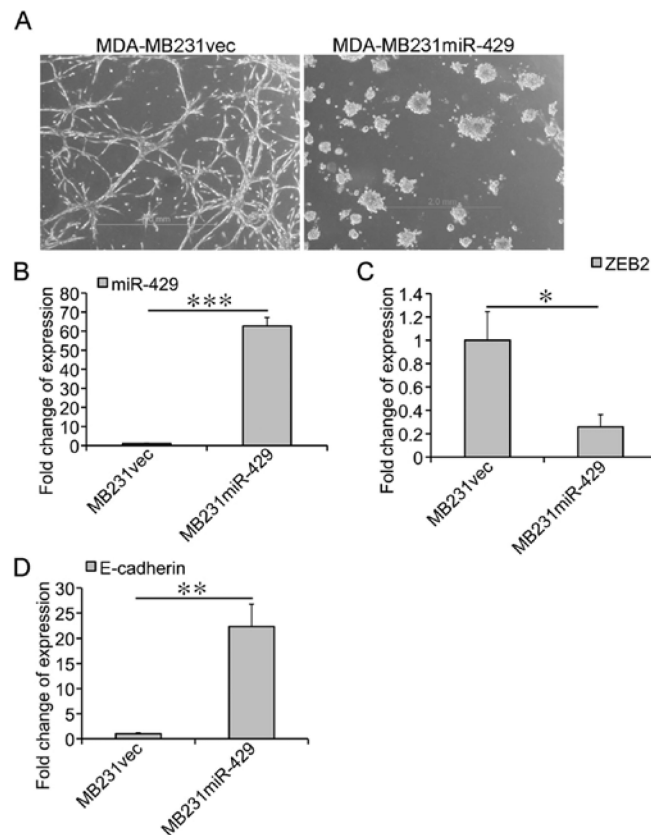 A
MDA-MB231vec MDA-MB231miR-429
2.0 mm
B
miR-429
***
Fold change of expression
80
70
60
50
40
30
20
10
0
MB231vec
MB231miR-429
C
ZEB2
*
Fold change of expression
1.4
1.2
1
0.8
0.6
0.4
0.2
0
MB231vec
MB231miR-429
D
E-cadherin
**
Fold change of expression
30
25
20
15
10
5
0
MB231vec
MB231miR-429